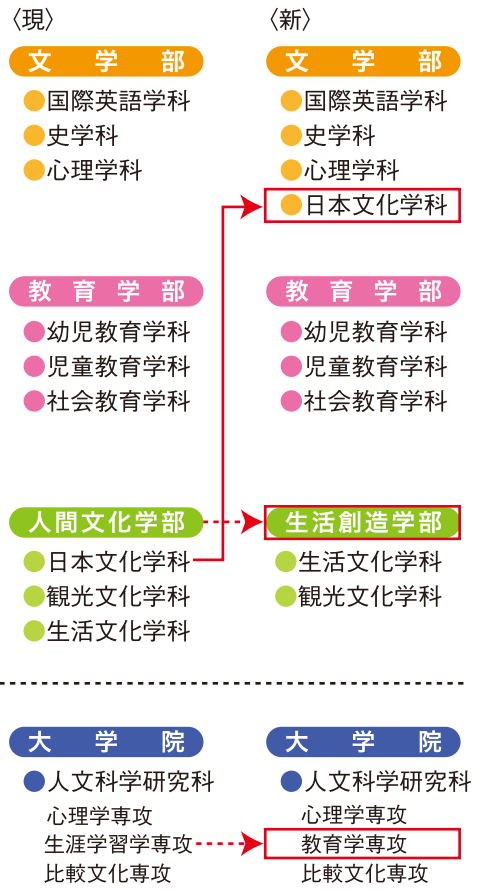 〈現〉
文学部
●国際英語学科
●史学科
●心理学科
教育学部
●幼児教育学科
●児童教育学科
●社会教育学科
人間文化学部
●日本文化学科
●観光文化学科
●生活文化学科
大学院
●人文科学研究科
心理学専攻
生涯学習学専攻
比較文化専攻
〈新〉
文学部
●国際英語学科
●史学科
●心理学科
●日本文化学科
教育学部
●幼児教育学科
●児童教育学科
●社会教育学科
生活創造学部
●生活文化学科
●観光文化学科
大学院
●人文科学研究科
心理学専攻
教育学専攻
比較文化専攻